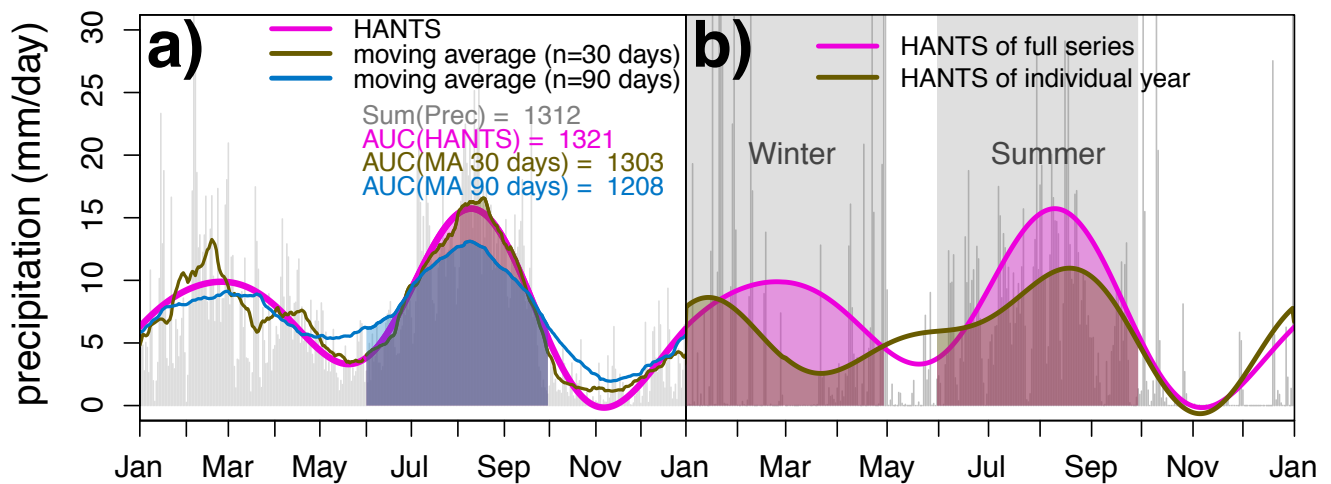 precipitation (mm/day)
30
25
20
15
10
5
0
a)
HANTS
moving average (n=30 days)
moving average (n=90 days)
Sum(Prec) = 1312
AUC(HANTS) = 1321
AUC(MA 30 days) = 1303
AUC(MA 90 days) = 1208
b)
HANTS of full series
HANTS of individual year
Winter
Summer
Jan Mar May Jul Sep Nov Jan Mar May Jul Sep Nov Jan